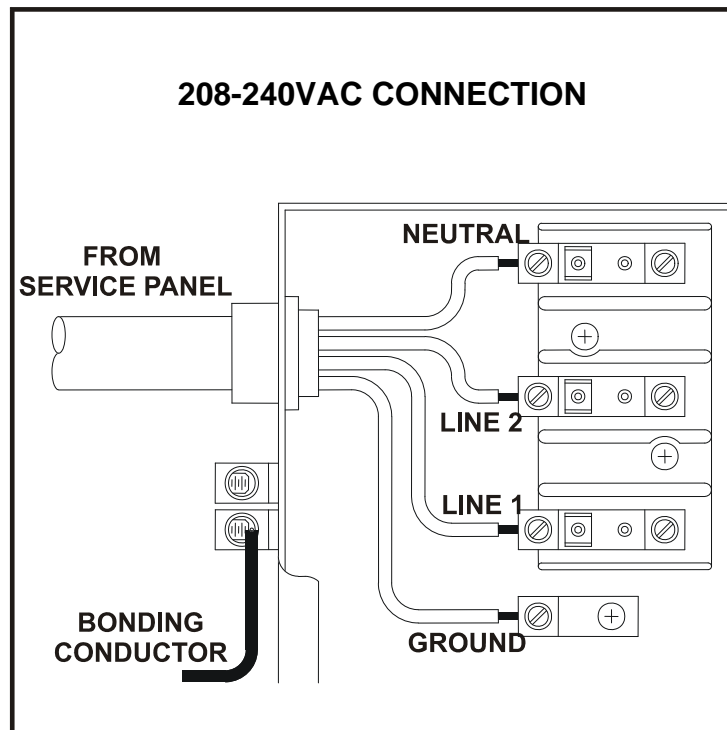 208-240VAC CONNECTION
NEUTRAL
FROM
SERVICE PANEL
LINE 2
LINE 1
BONDING
CONDUCTOR
GROUND